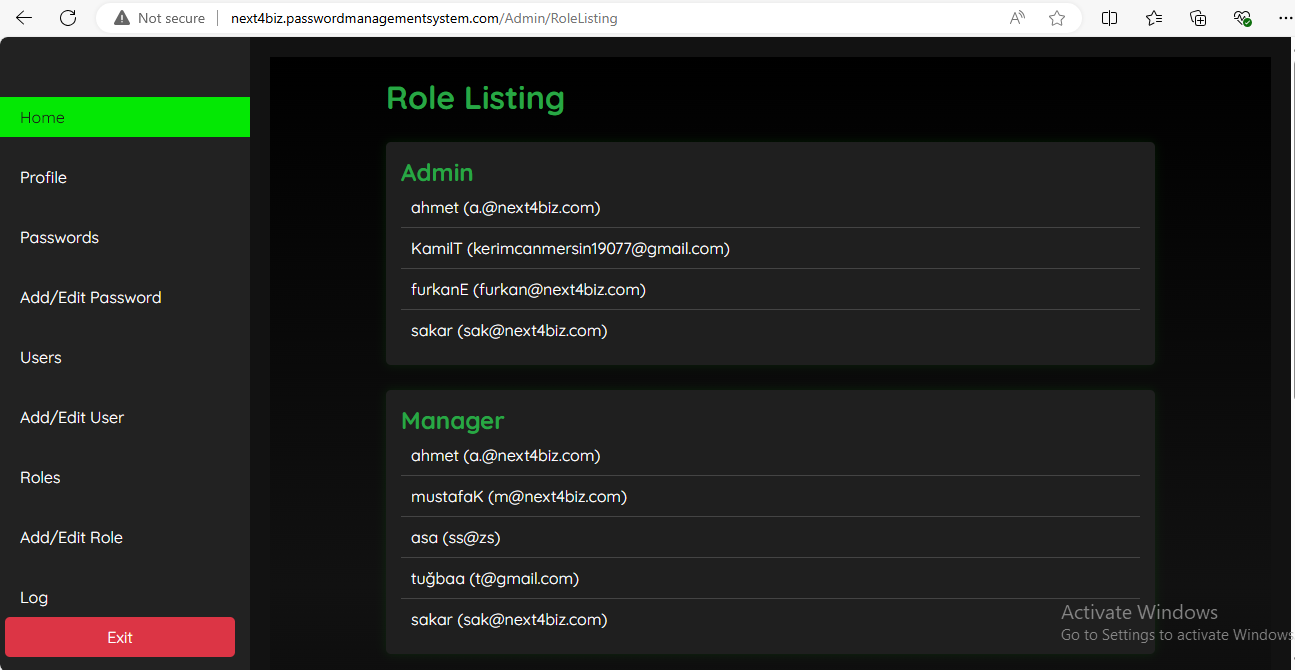 Not secure
next4biz.passwordmanagementsystem.com/Admin/RoleListing
Home
Profile
Passwords
Add/Edit Password
Users
Add/Edit User
Roles
Add/Edit Role
Log
Exit
Role Listing
Admin
ahmet (a.@next4biz.com)
KamilT (kerimcanmersin19077@gmail.com)
furkanE (furkan@next4biz.com)
sakar (sak@next4biz.com)
Manager
ahmet (a.@next4biz.com)
mustafaK (m@next4biz.com)
asa (ss@zs)
tuğbaa (t@gmail.com)
sakar (sak@next4biz.com)
Activate Windows
Go to Settings to activate Windows